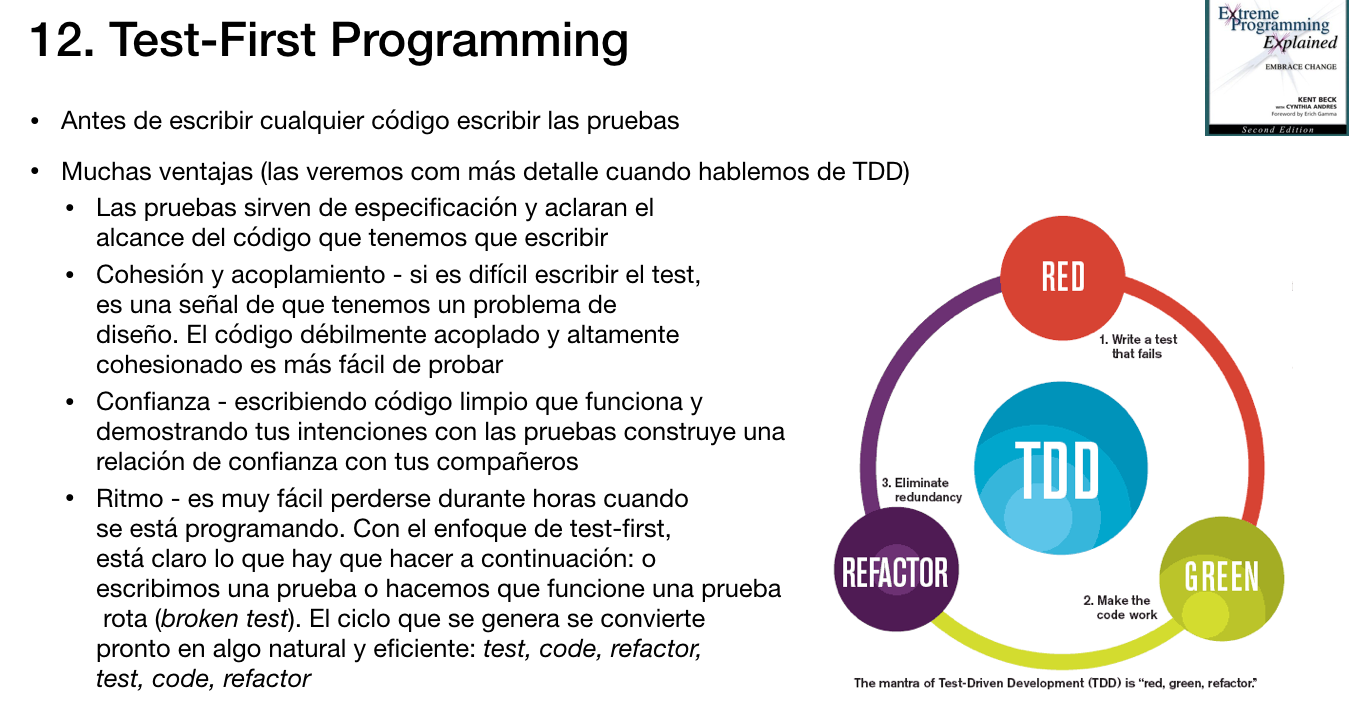 12. Test-First Programming
Extreme
Programming
Explained
EMBRACE CHANGE
KENT BECK
WITH CYNTHIA ANDRES
Foreword by Erich Gamma
Second Edition
• Antes de escribir cualquier código escribir las pruebas
• Muchas ventajas (las veremos com más detalle cuando hablemos de TDD)
• Las pruebas sirven de especificación y aclaran el
alcance del código que tenemos que escribir
• Cohesión y acoplamiento - si es difícil escribir el test,
es una señal de que tenemos un problema de
diseño. El código débilmente acoplado y altamente
cohesionado es más fácil de probar
• Confianza - escribiendo código limpio que funciona y
demostrando tus intenciones con las pruebas construye una
relación de confianza con tus compañeros
• Ritmo - es muy fácil perderse durante horas cuando
se está programando. Con el enfoque de test-first,
está claro lo que hay que hacer a continuación: o
escribimos una prueba o hacemos que funcione una prueba
rota (broken test). El ciclo que se genera se convierte
pronto en algo natural y eficiente: test, code, refactor,
test, code, refactor
RED
1. Write a test
that fails
TDD
3. Eliminate
redundancy
REFACTOR
GREEN
2. Make the
code work
The mantra of Test-Driven Development (TDD) is “red, green, refactor.”